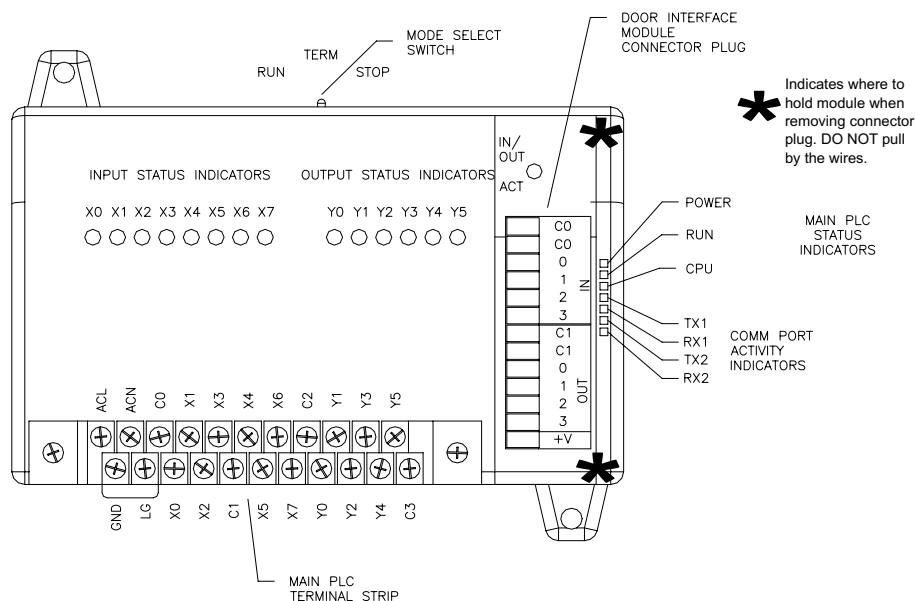 DOOR INTERFACE
MODULE
CONNECTOR PLUG
MODE SELECT
SWITCH
TERM
RUN
STOP
Indicates where to
hold module when
removing connector
plug. DO NOT pull
by the wires.
IN/
OUT
ACT
INPUT STATUS INDICATORS
OUTPUT STATUS INDICATORS
X0 X1 X2 X3 X4 X5 X6 X7
Y0 Y1 Y2 Y3 Y4 Y5
C0
C0
0
1
2
3
IN
C1
C1
0
1
2
3
OUT
+V
POWER
RUN
CPU
TX1
RX1
TX2
RX2
MAIN PLC
STATUS
INDICATORS
COMM PORT
ACTIVITY
INDICATORS
ACL ACN C0 X1 X3 X4 X6 C2 Y1 Y3 Y5
GND LG X0 X2 C1 X5 X7 Y0 Y2 Y4 C3
MAIN PLC
TERMINAL STRIP